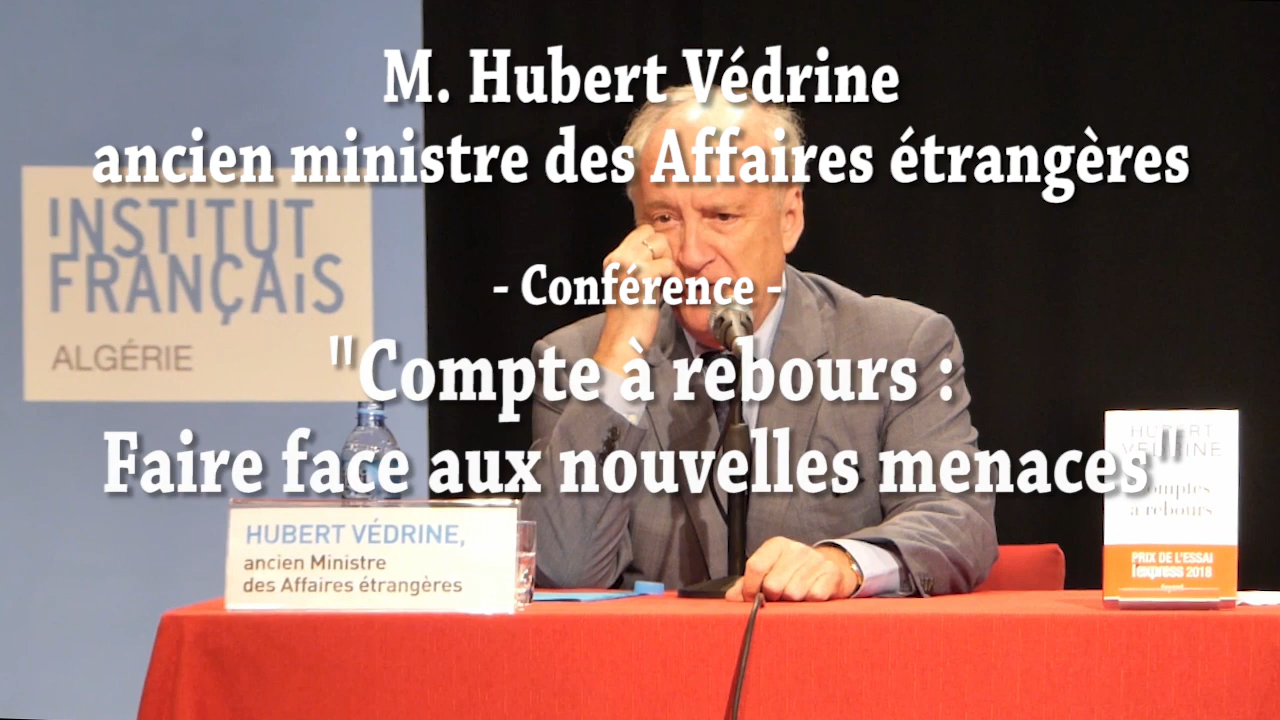 M. Hubert Védrine
ancien ministre des Affaires étrangères
- Conférence -
"Compte à rebours :
Faire face aux nouvelles menaces"
INSTITUT
FRANÇAIS
ALGÉRIE
HUBERT VÉDRINE,
ancien Ministre
des Affaires étrangères
HUBERT
VÉDRINE
Comptes
à rebours
PRIX DE L'ESSAI
l'express 2018
Fayard